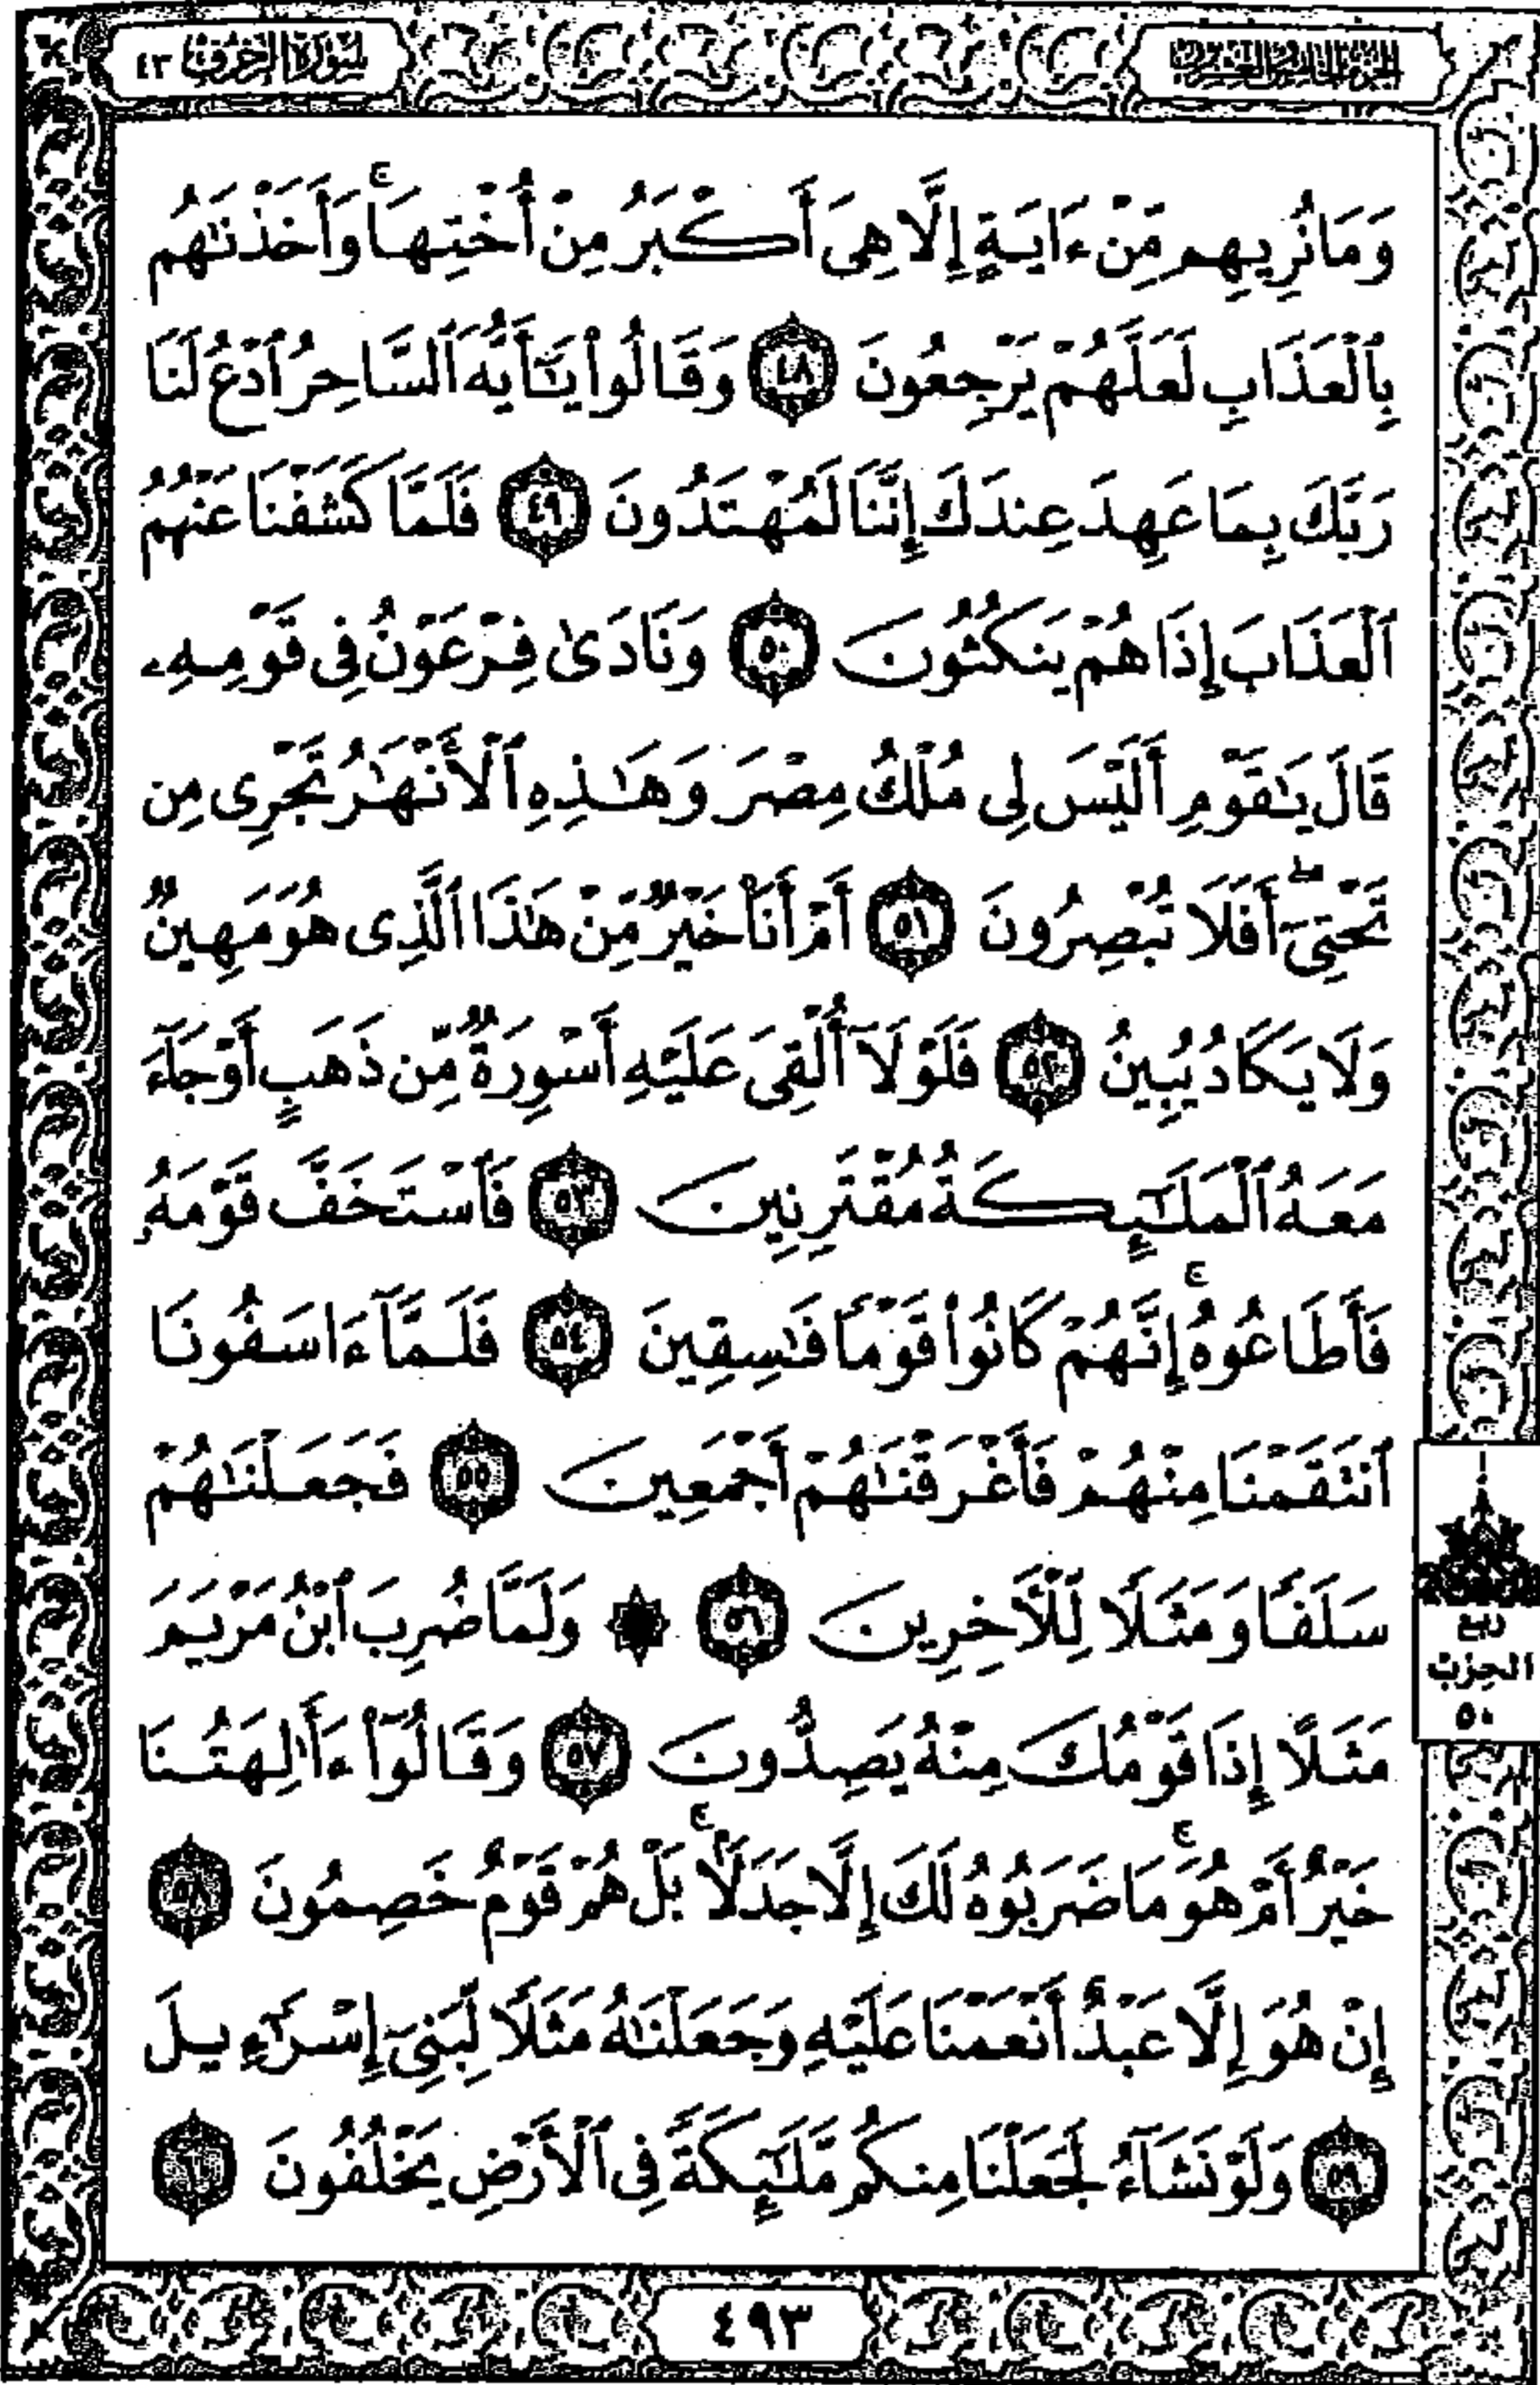 الجزء الخامس والعشرون
سورة الزخرف ٤٣
وَمَا نُرِيهِم مِّنْ ءَايَةٍ إِلَّا هِىَ أَكْبَرُ مِنْ أُخْتِهَا ۚ وَأَخَذْنَٰهُم
بِٱلْعَذَابِ لَعَلَّهُمْ يَرْجِعُونَ ٤٨ وَقَالُوا۟ يَٰٓأَيُّهَ ٱلسَّاحِرُ ٱدْعُ لَنَا
رَبَّكَ بِمَا عَهِدَ عِندَكَ إِنَّنَا لَمُهْتَدُونَ ٤٩ فَلَمَّا كَشَفْنَا عَنْهُمُ
ٱلْعَذَابَ إِذَا هُمْ يَنكُثُونَ ٥٠ وَنَادَىٰ فِرْعَوْنُ فِى قَوْمِهِۦ
قَالَ يَٰقَوْمِ أَلَيْسَ لِى مُلْكُ مِصْرَ وَهَٰذِهِ ٱلْأَنْهَٰرُ تَجْرِى مِن
تَحْتِىٓ ۖ أَفَلَا تُبْصِرُونَ ٥١ أَمْ أَنَا۠ خَيْرٌ مِّنْ هَٰذَا ٱلَّذِى هُوَ مَهِينٌ
وَلَا يَكَادُ يُبِينُ ٥٢ فَلَوْلَآ أُلْقِىَ عَلَيْهِ أَسْوِرَةٌ مِّن ذَهَبٍ أَوْ جَآءَ
مَعَهُ ٱلْمَلَٰٓئِكَةُ مُقْتَرِنِينَ ٥٣ فَٱسْتَخَفَّ قَوْمَهُۥ
فَأَطَاعُوهُ ۚ إِنَّهُمْ كَانُوا۟ قَوْمًا فَٰسِقِينَ ٥٤ فَلَمَّآ ءَاسَفُونَا
ٱنتَقَمْنَا مِنْهُمْ فَأَغْرَقْنَٰهُمْ أَجْمَعِينَ ٥٥ فَجَعَلْنَٰهُمْ
سَلَفًا وَمَثَلًا لِّلْـَٔاخِرِينَ ٥٦ ۞ وَلَمَّا ضُرِبَ ٱبْنُ مَرْيَمَ
مَثَلًا إِذَا قَوْمُكَ مِنْهُ يَصِدُّونَ ٥٧ وَقَالُوٓا۟ ءَأَٰلِهَتُنَا
خَيْرٌ أَمْ هُوَ ۚ مَا ضَرَبُوهُ لَكَ إِلَّا جَدَلًۢا ۚ بَلْ هُمْ قَوْمٌ خَصِمُونَ ٥٨
إِنْ هُوَ إِلَّا عَبْدٌ أَنْعَمْنَا عَلَيْهِ وَجَعَلْنَٰهُ مَثَلًا لِّبَنِىٓ إِسْرَٰٓءِيلَ
٥٩ وَلَوْ نَشَآءُ لَجَعَلْنَا مِنكُم مَّلَٰٓئِكَةً فِى ٱلْأَرْضِ يَخْلُفُونَ ٦٠
ربع
الحزب
٥٠
٤٩٣